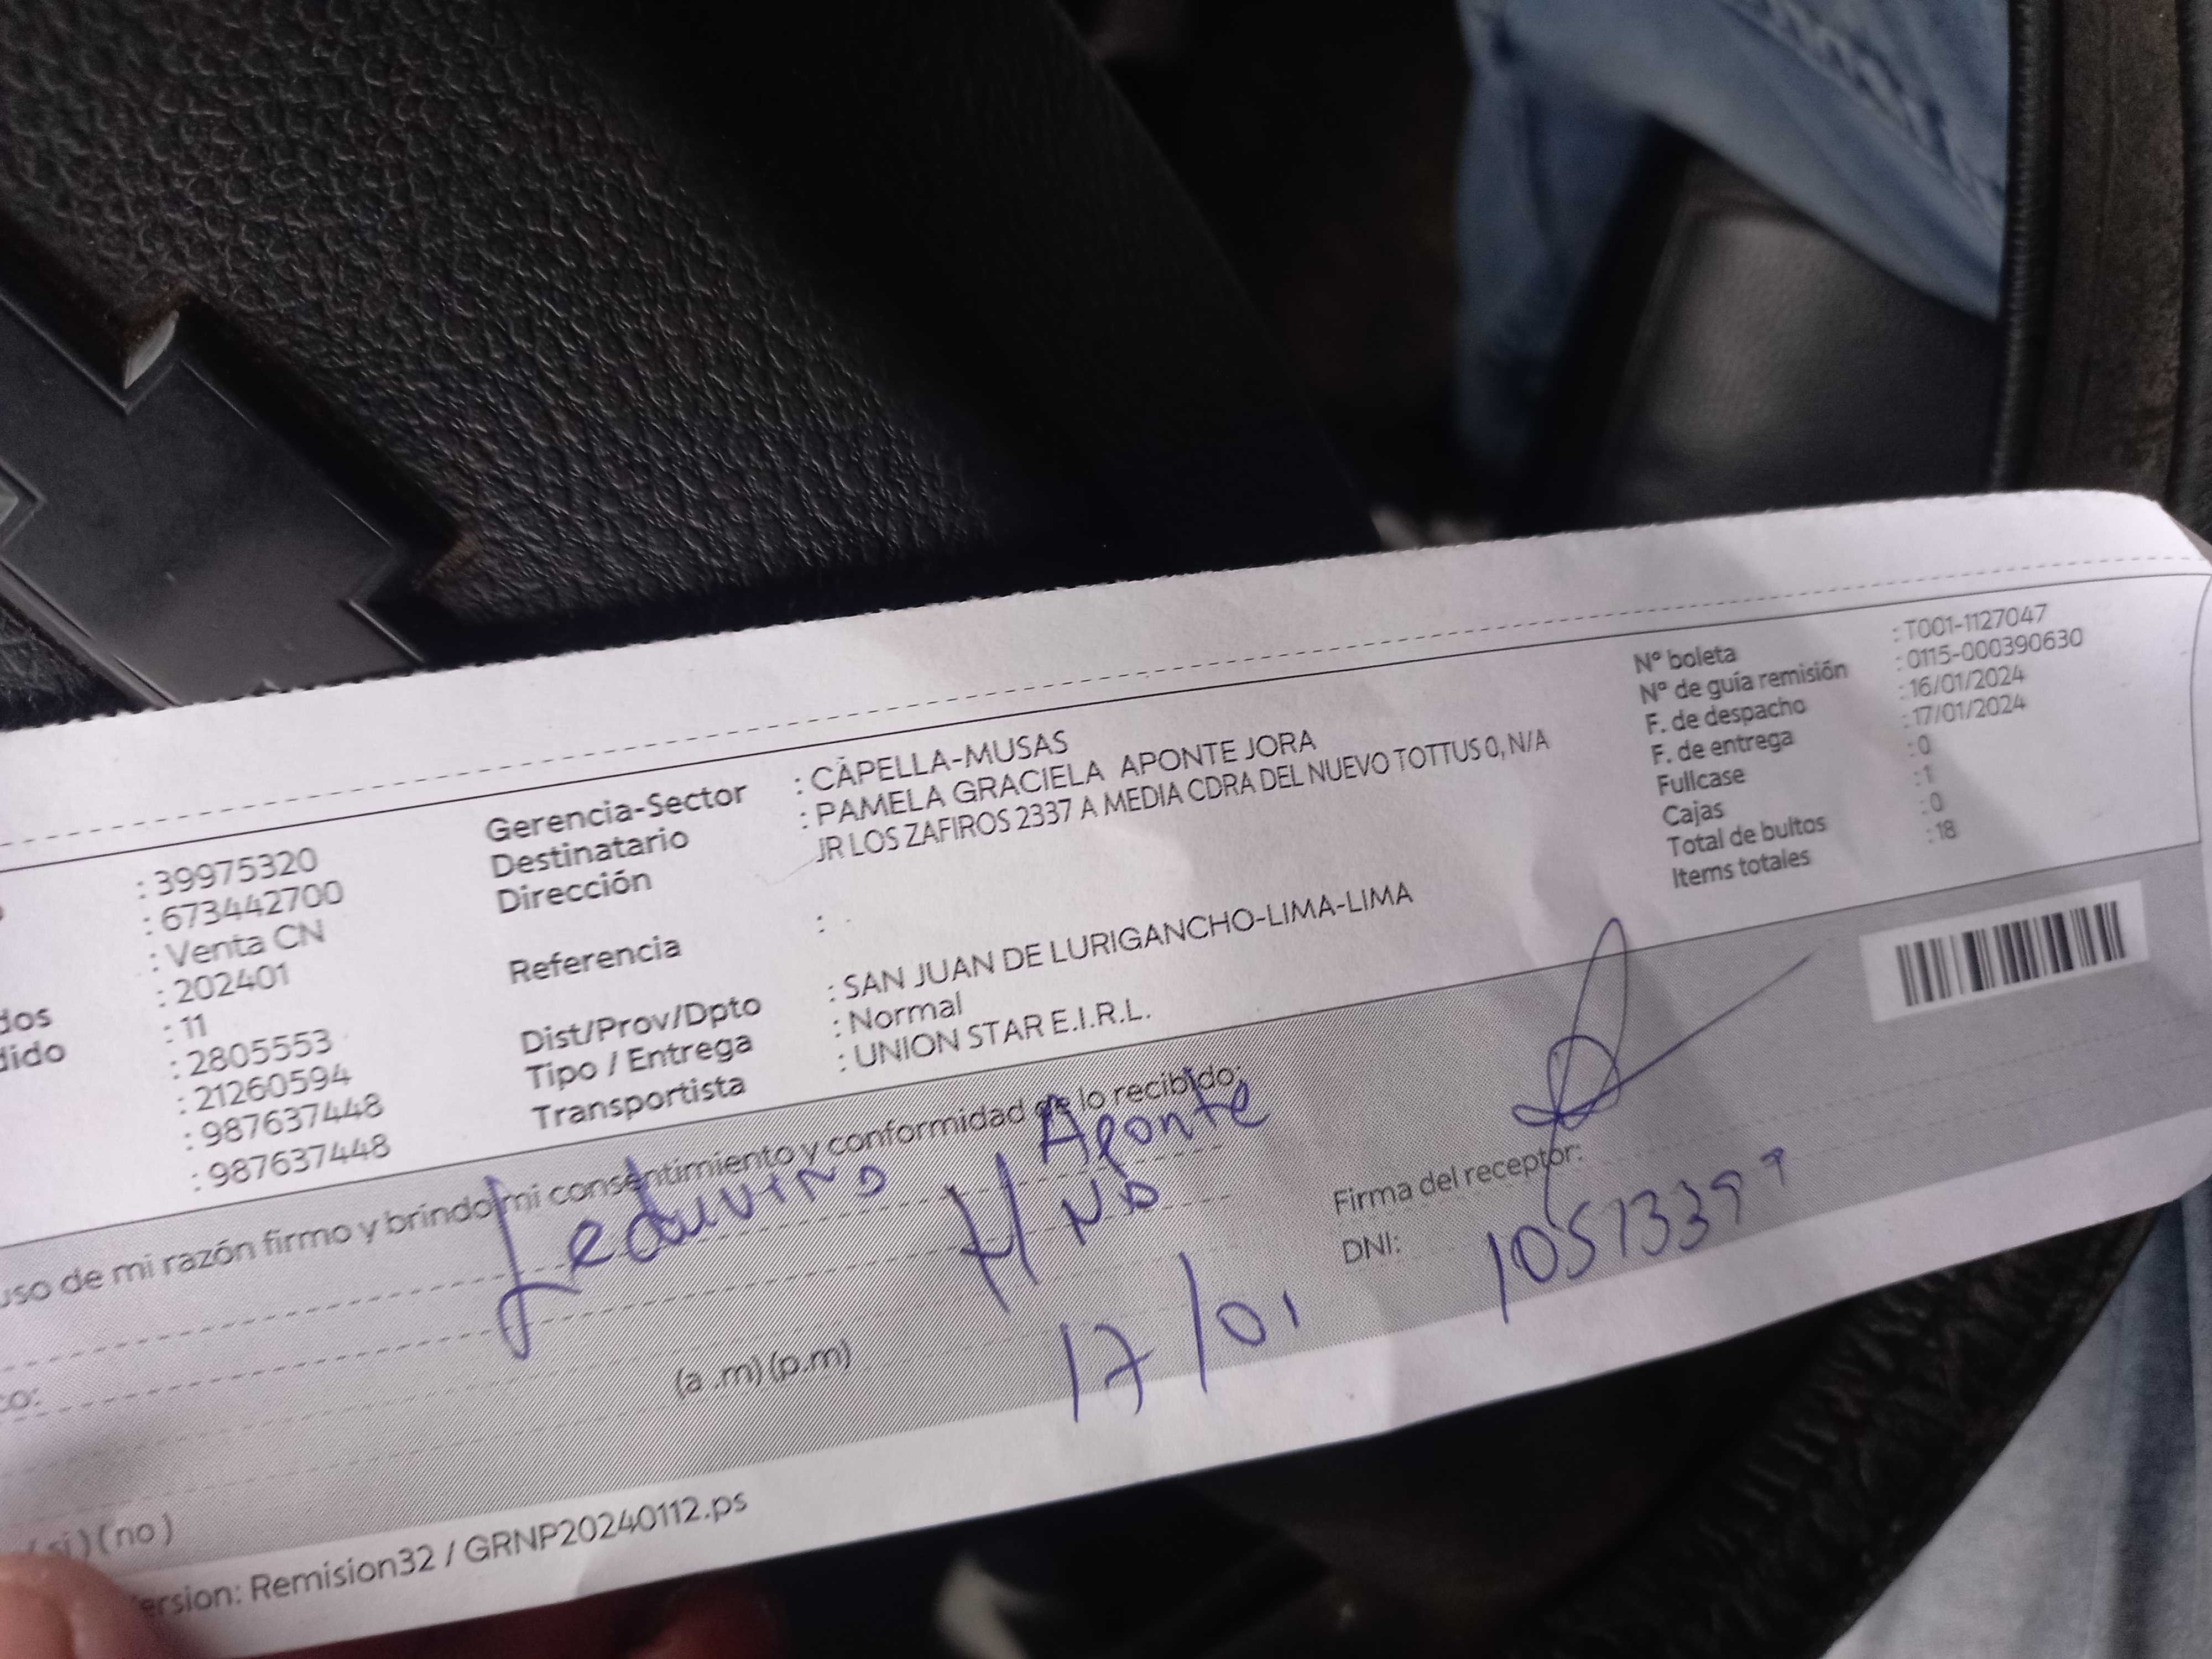 : 39975320
: 673442700
: Venta CN
: 202401
dos : 11
dido : 2805553
: 21260594
: 987637448
: 987637448
Gerencia-Sector : CAPELLA-MUSAS
Destinatario : PAMELA GRACIELA APONTE JORA
Dirección JR LOS ZAFIROS 2337 A MEDIA CDRA DEL NUEVO TOTTUS 0, N/A
Referencia : .
Dist/Prov/Dpto : SAN JUAN DE LURIGANCHO-LIMA-LIMA
Tipo / Entrega : Normal
Transportista : UNION STAR E.I.R.L.
N° boleta : T001-1127047
N° de guía remisión : 0115-000390630
F. de despacho : 16/01/2024
F. de entrega : 17/01/2024
Fullcase : 0
Cajas : 1
Total de bultos : 0
Items totales : 18
uso de mi razón firmo y brindo mi consentimiento y conformidad de lo recibido:
Aponte
Firma del receptor:
DNI:
17/01
co:
(a .m) (p.m)
(si) (no)
ersion: Remision32 / GRNP20240112.ps